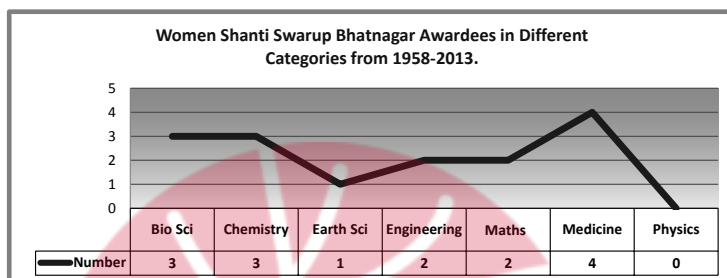 Women Shanti Swarup Bhatnagar Awardees in Different
Categories from 1958-2013.
5
4
3
2
1
0
Bio Sci Chemistry Earth Sci Engineering Maths Medicine Physics
Number 3 3 1 2 2 4 0